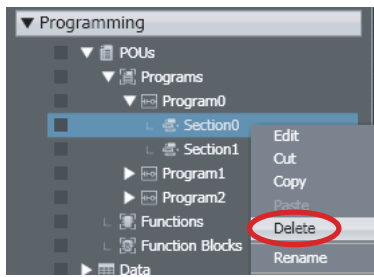 Programming
POUs
Programs
Program0
Section0
Section1
Program1
Program2
Functions
Function Blocks
Data
Edit
Cut
Copy
Paste
Delete
Rename